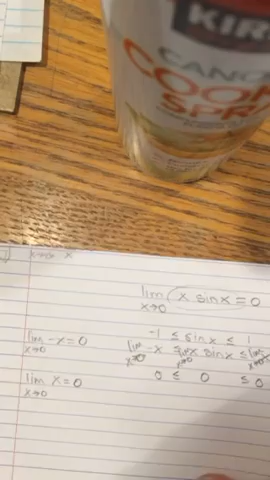 KIR
CANO
COOK
SPR
x→∞ x
lim x sin x = 0
x→0
-1 ≤ sin x ≤ 1
lim -x = 0
x→0
lim -x ≤ lim x sin x ≤ lim
x→0 x→0 x→0
0 ≤ 0 ≤ 0
lim x = 0
x→0